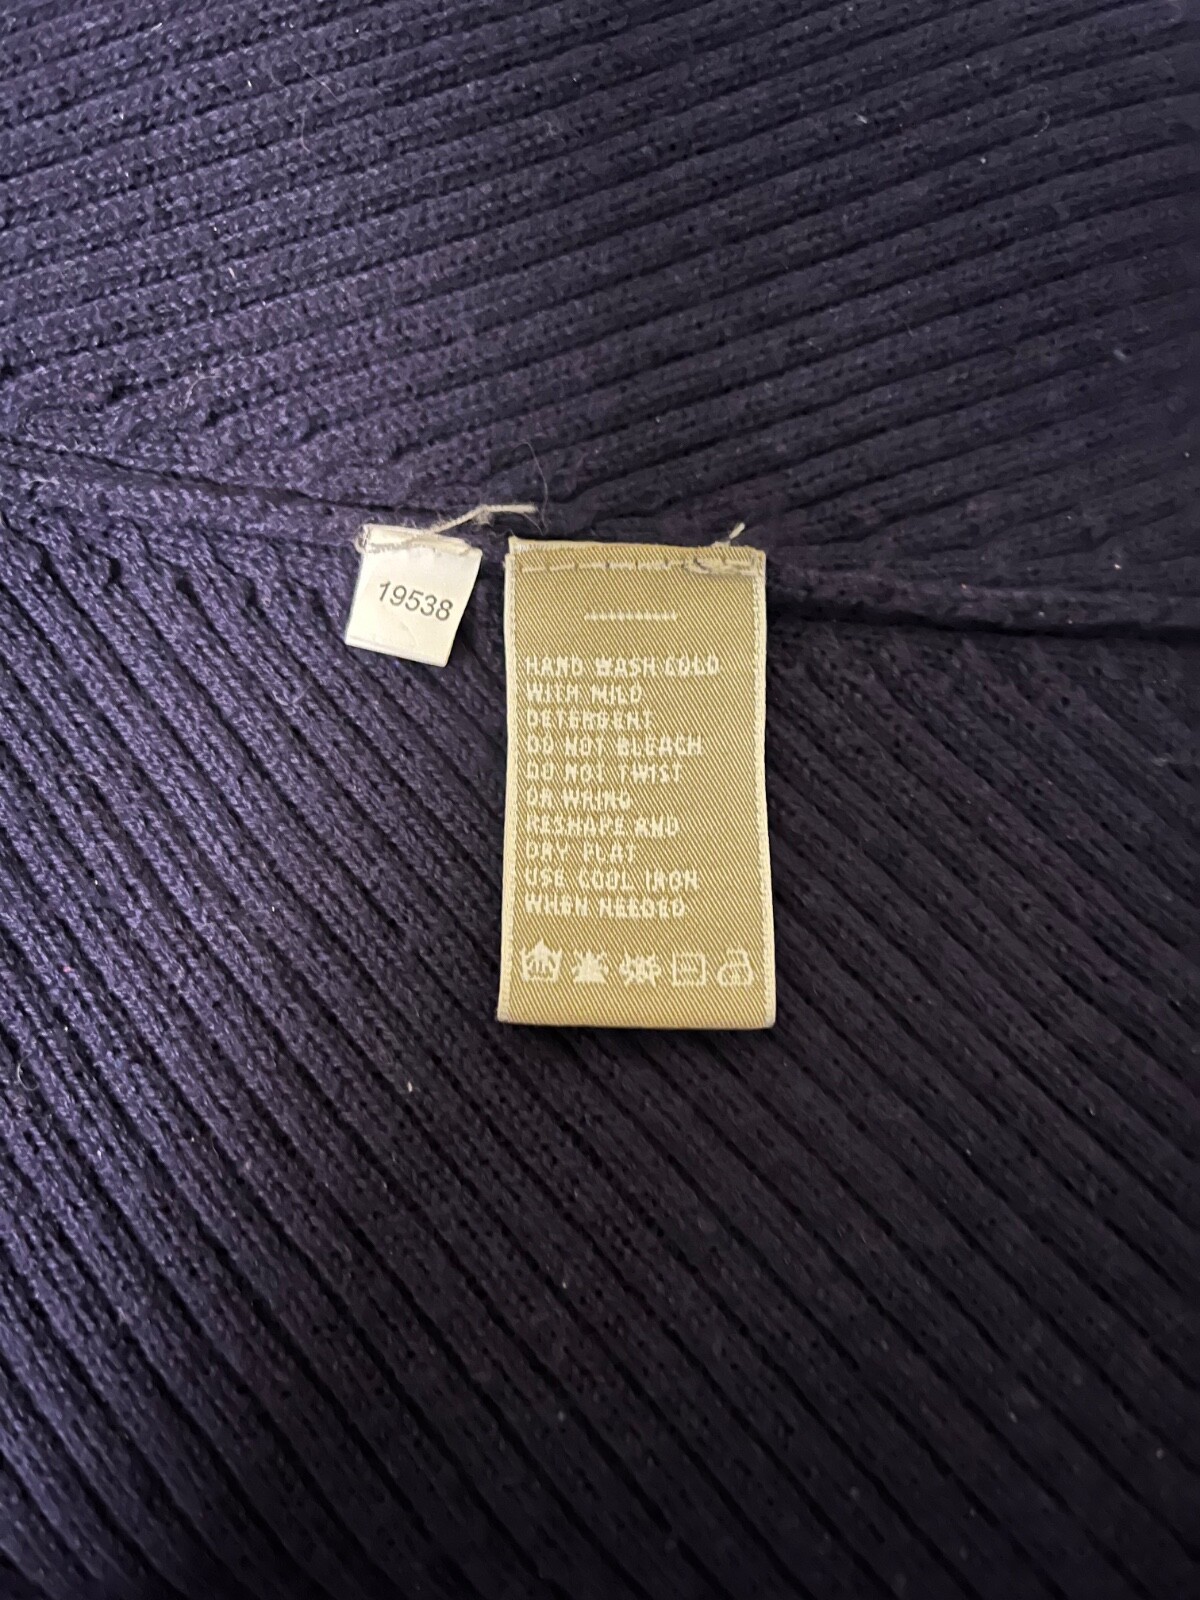 19538
HAND WASH COLD
WITH MILD
DETERGENT
DO NOT BLEACH
DO NOT TWIST
OR WRING
RESHAPE AND
DRY FLAT
USE COOL IRON
WHEN NEEDED